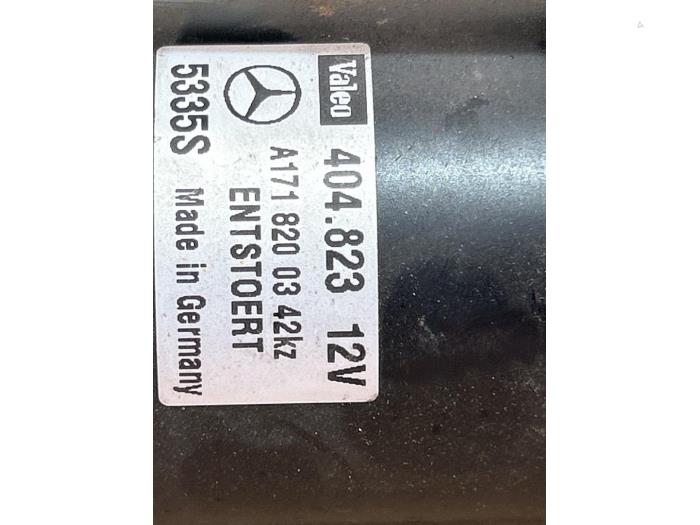 Valeo 404.823 12V
A171 820 03 42kz
ENTSTOERT
5335S Made in Germany